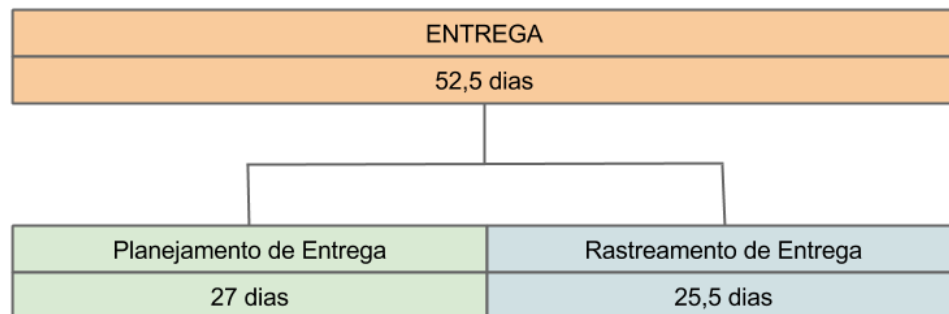 ENTREGA
52,5 dias
Planejamento de Entrega
Rastreamento de Entrega
27 dias
25,5 dias